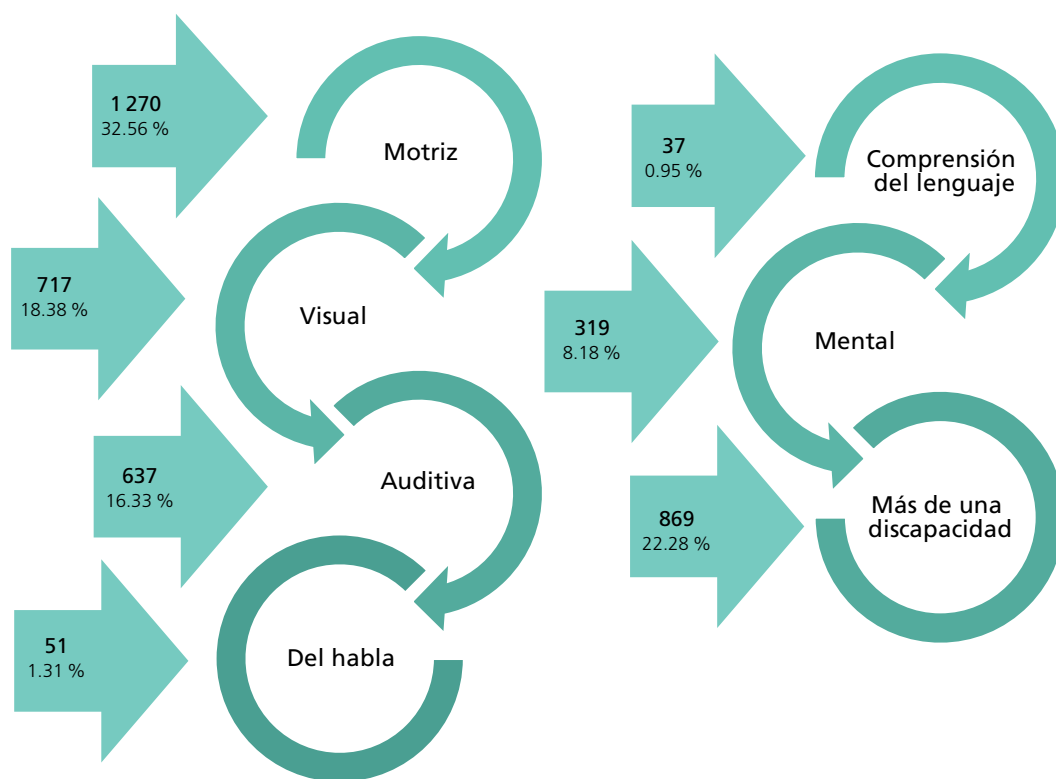 1 270
32.56 %
Motriz
717
18.38 %
Visual
637
16.33 %
Auditiva
51
1.31 %
Del habla
37
0.95 %
Comprensión
del lenguaje
319
8.18 %
Mental
869
22.28 %
Más de una
discapacidad